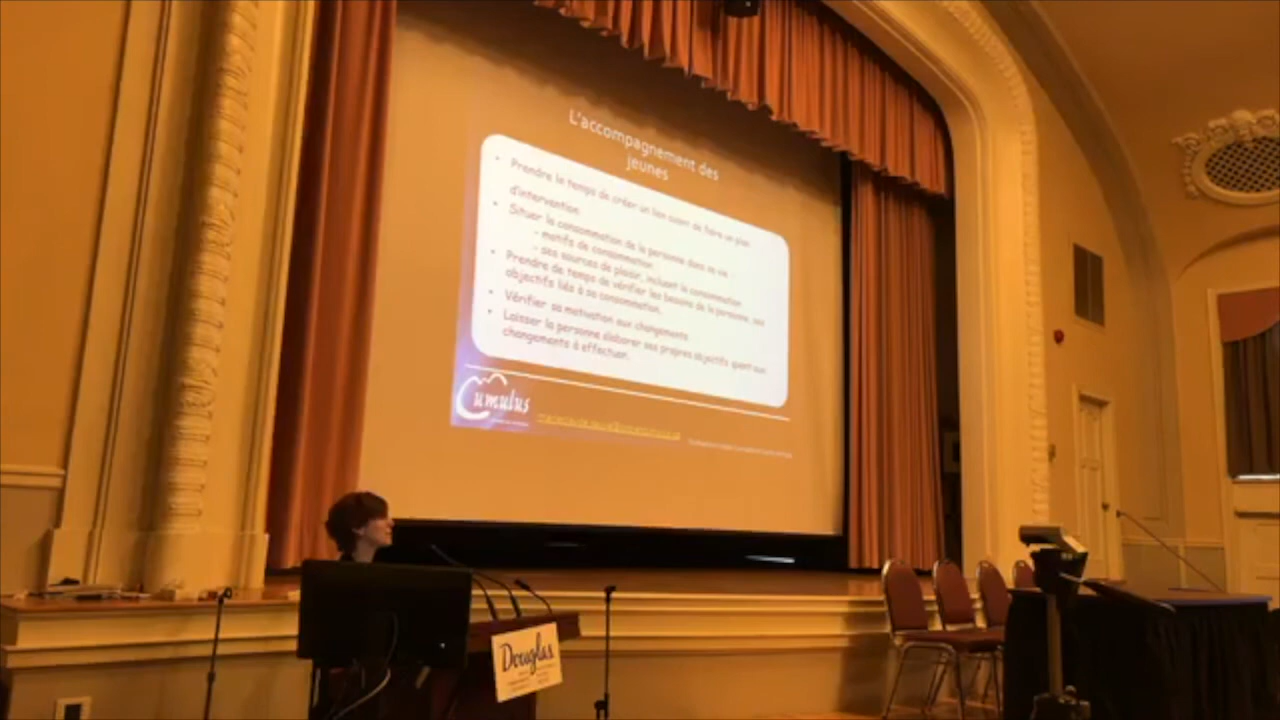 L'accompagnement des
jeunes
• Prendre le temps de créer un lien avant de faire un plan
d'intervention.
• Situer la consommation de la personne dans sa vie :
- motifs de consommation
- ses sources de plaisir, incluant la consommation
• Prendre de temps de vérifier les besoins de la personne, ses
objectifs liés à sa consommation.
• Vérifier sa motivation aux changements.
• Laisser la personne élaborer ses propres objectifs quant aux
changements à effectuer.
Cumulus
Douglas